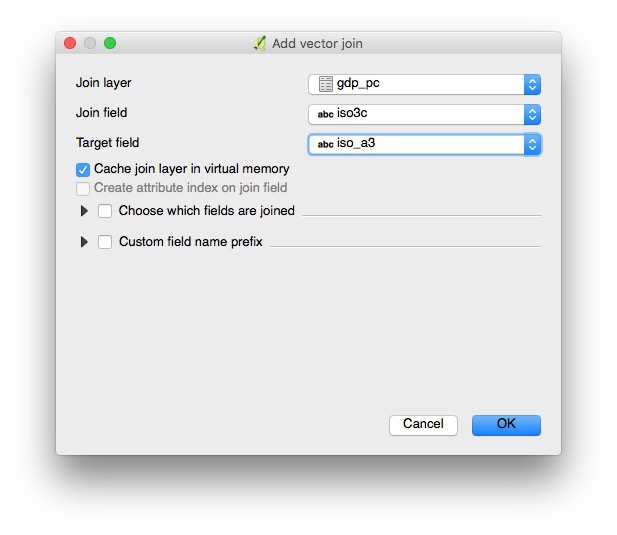 Add vector join
Join layer gdp_pc
Join field abc iso3c
Target field abc iso_a3
Cache join layer in virtual memory
Create attribute index on join field
Choose which fields are joined
Custom field name prefix
Cancel OK